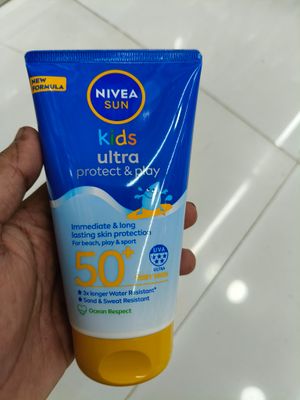 NEW
FORMULA
NIVEA
SUN
kids
ultra
protect & play
Immediate & long
lasting skin protection
For beach, play & sport
50+
UVA
ULTRA
3x longer Water Resistant*
Sand & Sweat Resistant
Ocean Respect